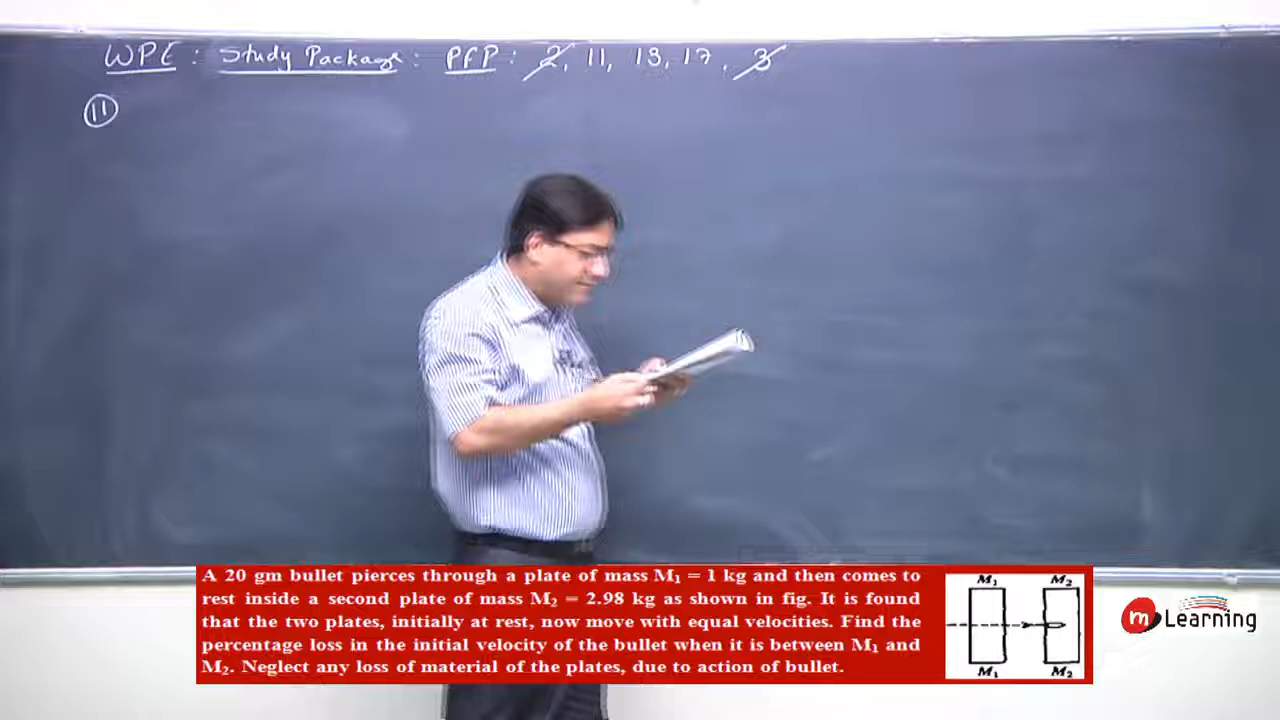 WPE : Study Package : PFP : 2, 11, 13, 17, 3
11
A 20 gm bullet pierces through a plate of mass M₁ = 1 kg and then comes to
rest inside a second plate of mass M₂ = 2.98 kg as shown in fig. It is found
that the two plates, initially at rest, now move with equal velocities. Find the
percentage loss in the initial velocity of the bullet when it is between M₁ and
M₂. Neglect any loss of material of the plates, due to action of bullet.
M₁ M₂
M₁ M₂
m Learning